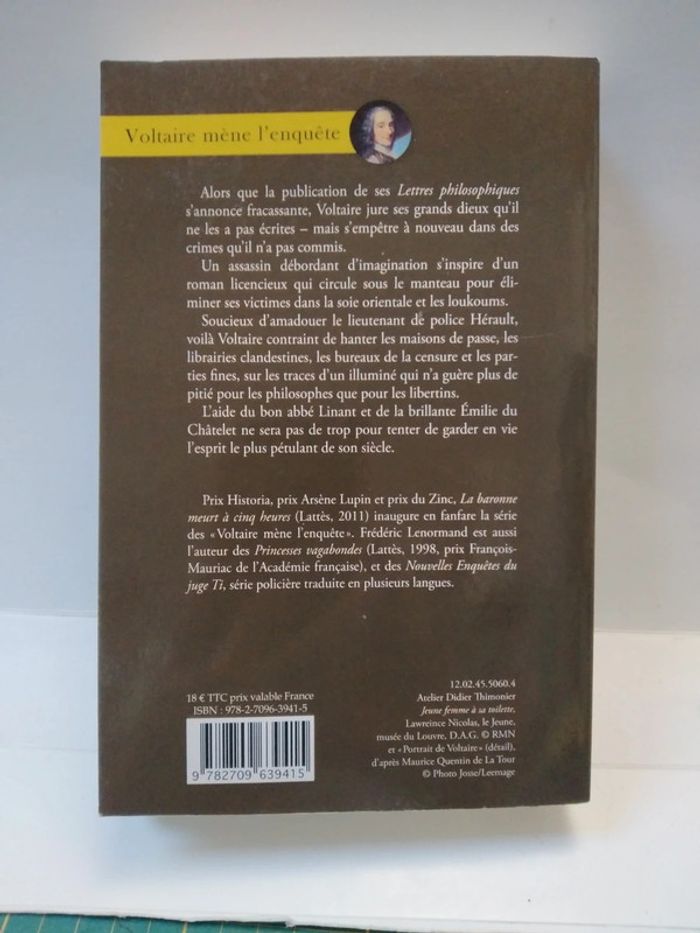 Voltaire mène l'enquête
Alors que la publication de ses Lettres philosophiques
s'annonce fracassante, Voltaire jure ses grands dieux qu'il
ne les a pas écrites – mais s'empêtre à nouveau dans des
crimes qu'il n'a pas commis.
Un assassin débordant d'imagination s'inspire d'un
roman licencieux qui circule sous le manteau pour éli-
miner ses victimes dans la soie orientale et les loukoums.
Soucieux d'amadouer le lieutenant de police Hérault,
voilà Voltaire contraint de hanter les maisons de passe, les
librairies clandestines, les bureaux de la censure et les par-
ties fines, sur les traces d'un illuminé qui n'a guère plus de
pitié pour les philosophes que pour les libertins.
L'aide du bon abbé Linant et de la brillante Émilie du
Châtelet ne sera pas de trop pour tenter de garder en vie
l'esprit le plus pétulant de son siècle.
Prix Historia, prix Arsène Lupin et prix du Zinc, La baronne
meurt à cinq heures (Lattès, 2011) inaugure en fanfare la série
des «Voltaire mène l'enquête». Frédéric Lenormand est aussi
l'auteur des Princesses vagabondes (Lattès, 1998, prix François-
Mauriac de l'Académie française), et des Nouvelles Enquêtes du
juge Ti, série policière traduite en plusieurs langues.
18 € TTC prix valable France
ISBN : 978-2-7096-3941-5
9 782709 639415
12.02.45.5060.4
Atelier Didier Thimonier
Jeune femme à sa toilette,
Lawreince Nicolas, le Jeune,
musée du Louvre, D.A.G. © RMN
et «Portrait de Voltaire» (détail),
d'après Maurice Quentin de La Tour
© Photo Josse/Leemage